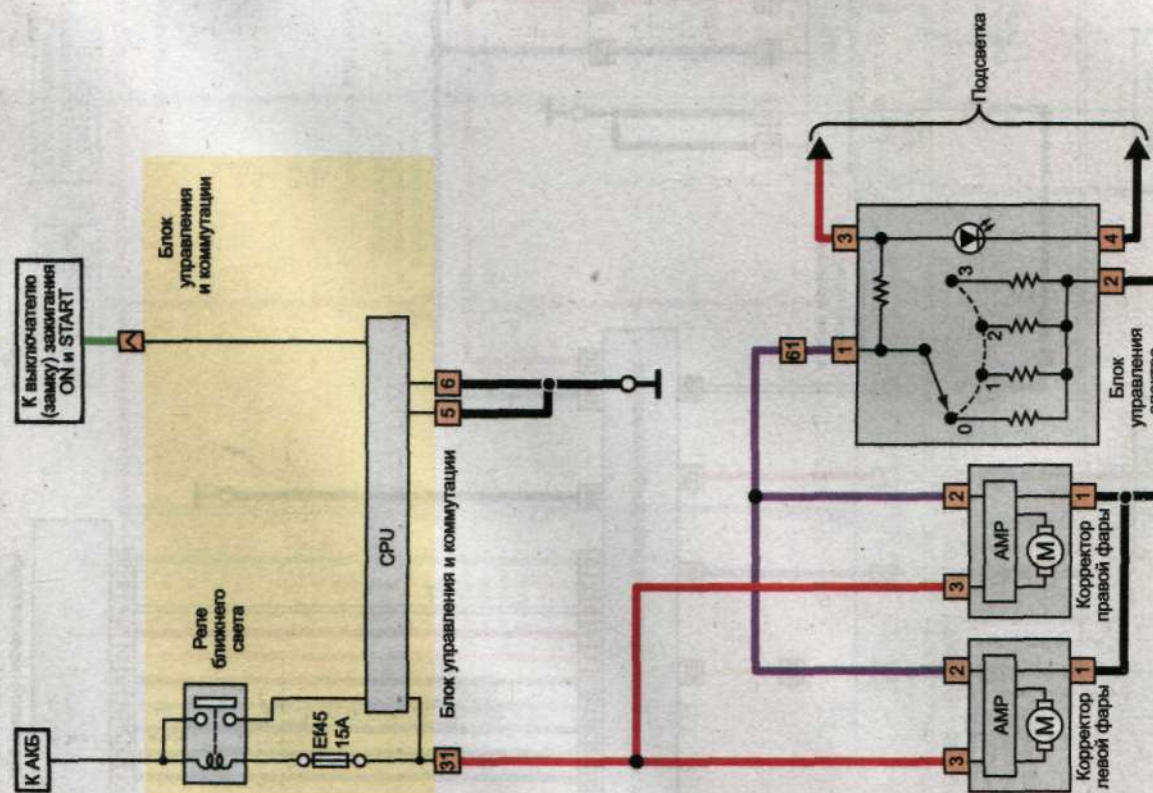 К выключателю
(замку) зажигания
ON и START
К АКБ
Блок
управления
и коммутации
Реле
ближнего
света
CPU
Ef45
15A
31
5
6
Блок управления и коммутации
Подсветка
61
1
3
0
1
2
3
2
4
Блок
управления
3
2
AMP
M
1
Корректор
левой фары
3
2
AMP
M
1
Корректор
правой фары